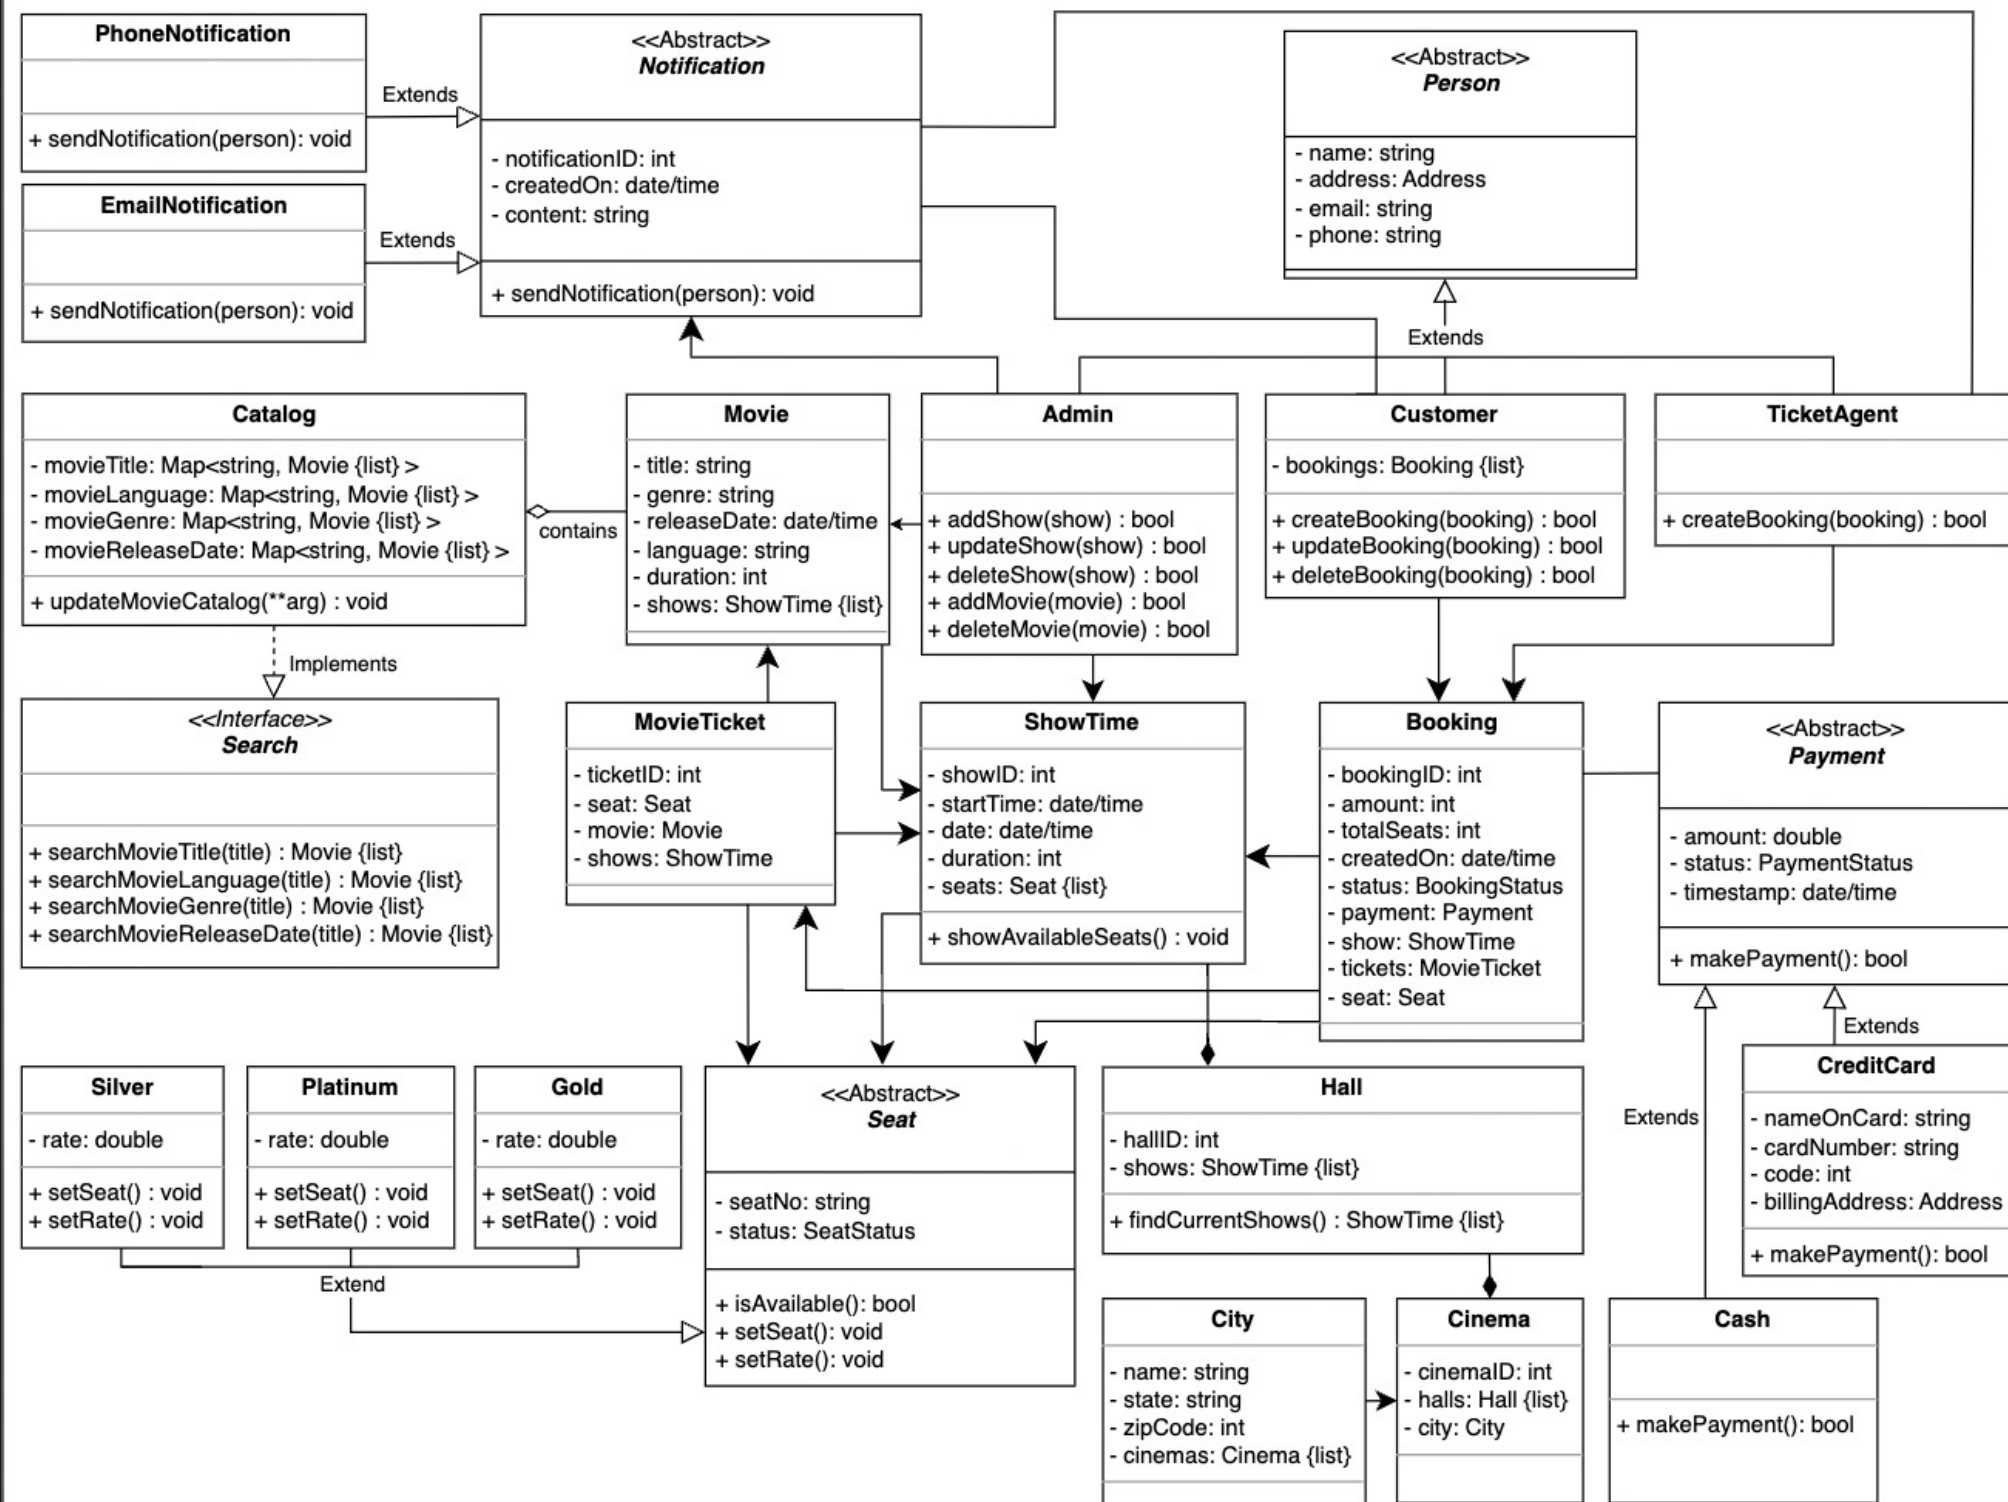 PhoneNotification
+ sendNotification(person): void
Extends
<<Abstract>>
Notification
- notificationID: int
- createdOn: date/time
- content: string
+ sendNotification(person): void
EmailNotification
+ sendNotification(person): void
Extends
<<Abstract>>
Person
- name: string
- address: Address
- email: string
- phone: string
Extends
Catalog
- movieTitle: Map<string, Movie {list} >
- movieLanguage: Map<string, Movie {list} >
- movieGenre: Map<string, Movie {list} >
- movieReleaseDate: Map<string, Movie {list} >
+ updateMovieCatalog(**arg) : void
contains
Movie
- title: string
- genre: string
- releaseDate: date/time
- language: string
- duration: int
- shows: ShowTime {list}
Admin
+ addShow(show) : bool
+ updateShow(show) : bool
+ deleteShow(show) : bool
+ addMovie(movie) : bool
+ deleteMovie(movie) : bool
Customer
- bookings: Booking {list}
+ createBooking(booking) : bool
+ updateBooking(booking) : bool
+ deleteBooking(booking) : bool
TicketAgent
+ createBooking(booking) : bool
Implements
<<Interface>>
Search
+ searchMovieTitle(title) : Movie {list}
+ searchMovieLanguage(title) : Movie {list}
+ searchMovieGenre(title) : Movie {list}
+ searchMovieReleaseDate(title) : Movie {list}
MovieTicket
- ticketID: int
- seat: Seat
- movie: Movie
- shows: ShowTime
ShowTime
- showID: int
- startTime: date/time
- date: date/time
- duration: int
- seats: Seat {list}
+ showAvailableSeats() : void
Booking
- bookingID: int
- amount: int
- totalSeats: int
- createdOn: date/time
- status: BookingStatus
- payment: Payment
- show: ShowTime
- tickets: MovieTicket
- seat: Seat
<<Abstract>>
Payment
- amount: double
- status: PaymentStatus
- timestamp: date/time
+ makePayment(): bool
Extends
Extends
Silver
- rate: double
+ setSeat() : void
+ setRate() : void
Platinum
- rate: double
+ setSeat() : void
+ setRate() : void
Gold
- rate: double
+ setSeat() : void
+ setRate() : void
Extend
<<Abstract>>
Seat
- seatNo: string
- status: SeatStatus
+ isAvailable(): bool
+ setSeat(): void
+ setRate(): void
Hall
- hallID: int
- shows: ShowTime {list}
+ findCurrentShows() : ShowTime {list}
CreditCard
- nameOnCard: string
- cardNumber: string
- code: int
- billingAddress: Address
+ makePayment(): bool
City
- name: string
- state: string
- zipCode: int
- cinemas: Cinema {list}
Cinema
- cinemaID: int
- halls: Hall {list}
- city: City
Cash
+ makePayment(): bool